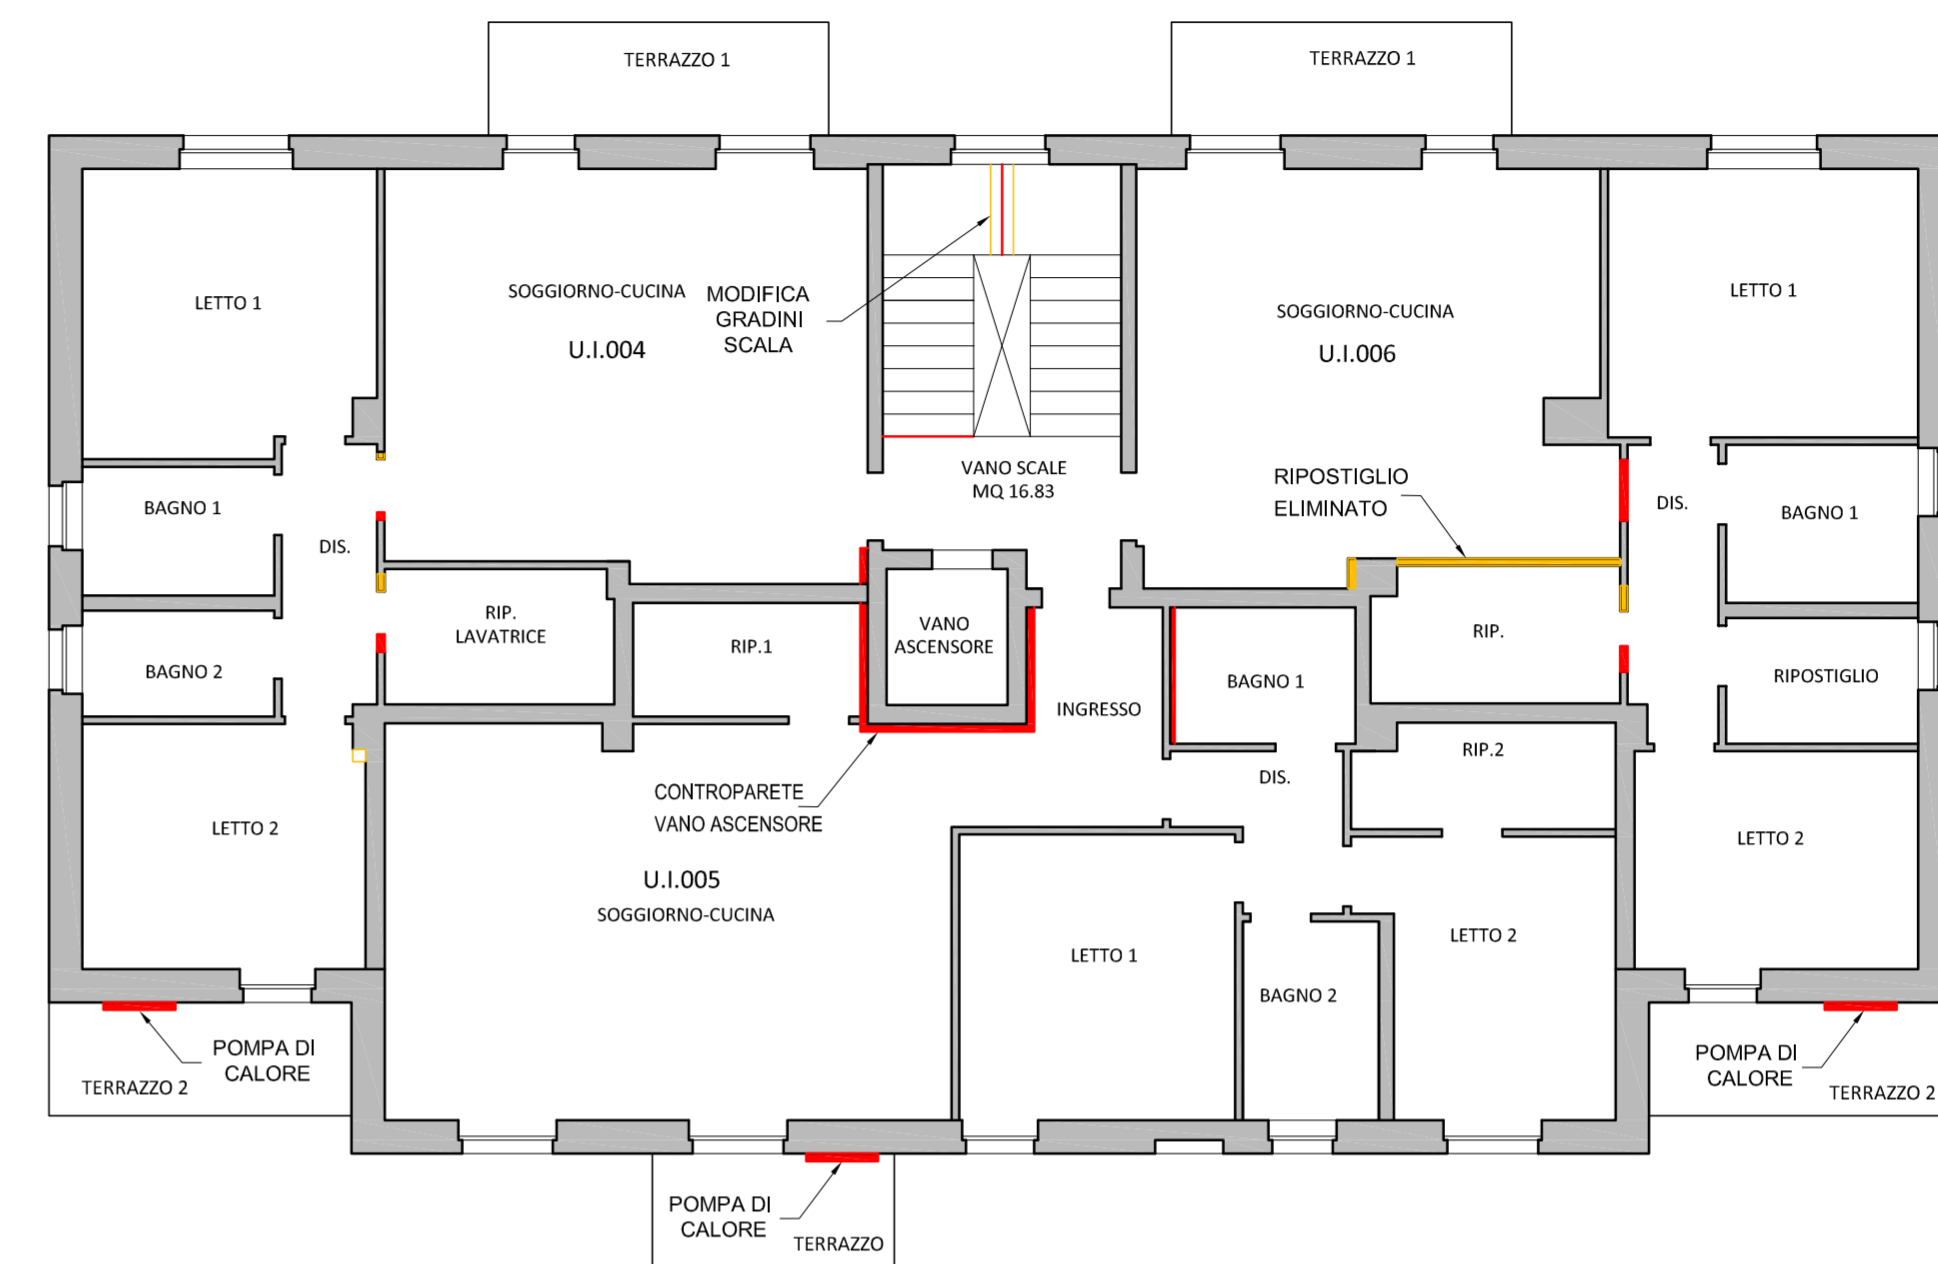 TERRAZZO 1
TERRAZZO 1
LETTO 1
SOGGIORNO-CUCINA
U.I.004
MODIFICA
GRADINI
SCALA
SOGGIORNO-CUCINA
U.I.006
LETTO 1
VANO SCALE
MQ 16.83
RIPOSTIGLIO
ELIMINATO
BAGNO 1
DIS.
DIS.
BAGNO 1
RIP.
LAVATRICE
RIP.1
VANO
ASCENSORE
RIP.
BAGNO 2
BAGNO 1
RIPOSTIGLIO
INGRESSO
RIP.2
DIS.
CONTROPARETE
VANO ASCENSORE
LETTO 2
LETTO 2
U.I.005
SOGGIORNO-CUCINA
LETTO 1
LETTO 2
BAGNO 2
POMPA DI
CALORE
TERRAZZO 2
POMPA DI
CALORE
TERRAZZO 2
POMPA DI
CALORE
TERRAZZO